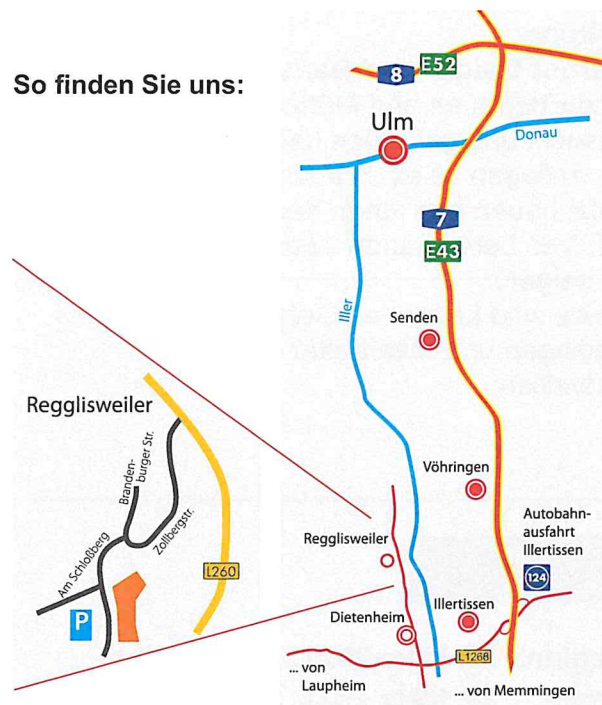 So finden Sie uns:
8
E52
Ulm
Donau
7
E43
Iller
Senden
Vöhringen
Autobahn-
ausfahrt
Illertissen
124
Regglisweiler
Dietenheim
Illertissen
L1268
... von
Laupheim
... von Memmingen
Regglisweiler
Branden-
burger Str.
Zollbergstr.
Am Schloßberg
L260
P